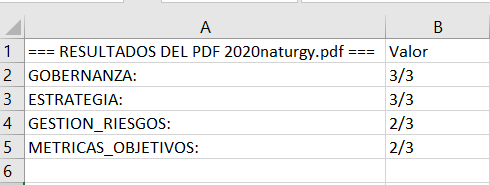 A B
1 === RESULTADOS DEL PDF 2020naturgy.pdf === Valor
2 GOBERNANZA: 3/3
3 ESTRATEGIA: 3/3
4 GESTION_RIESGOS: 2/3
5 METRICAS_OBJETIVOS: 2/3
6